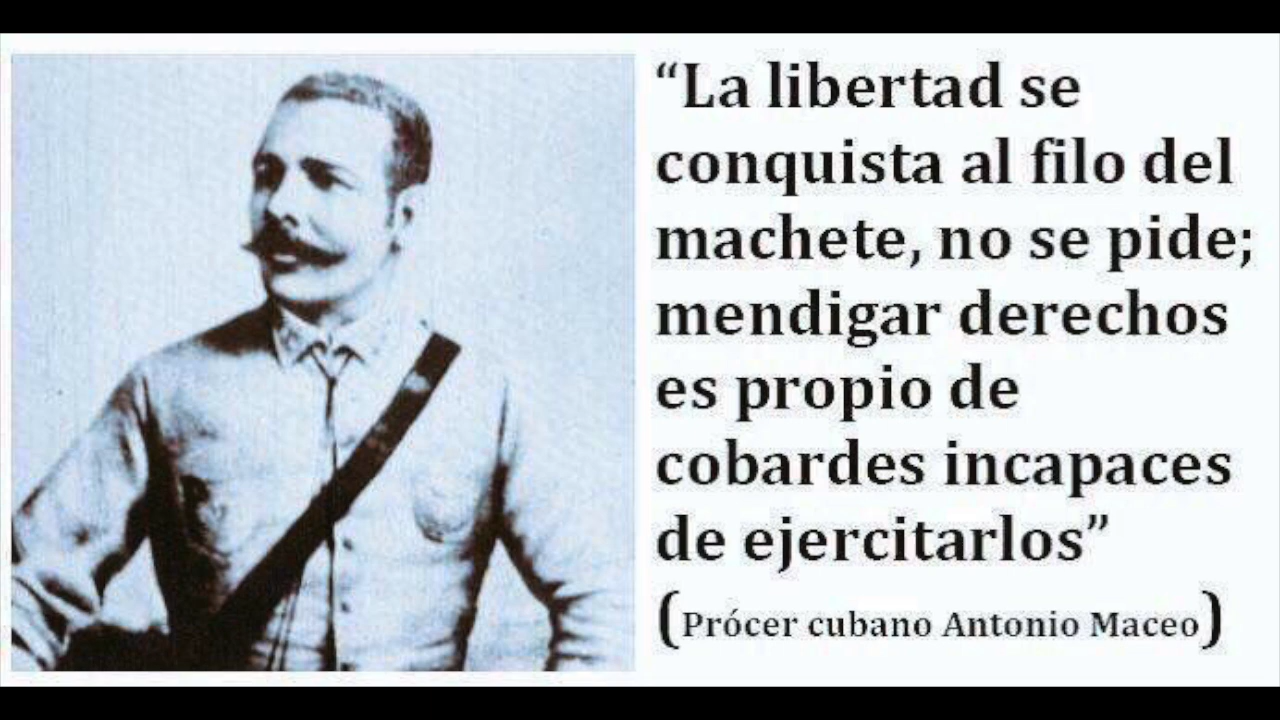 “La libertad se
conquista al filo del
machete, no se pide;
mendigar derechos
es propio de
cobardes incapaces
de ejercitarlos”
(Prócer cubano Antonio Maceo)